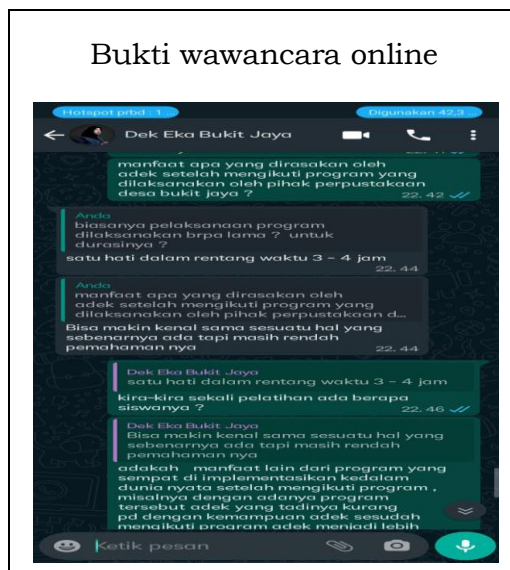 Bukti wawancara online
Hotspot prbd : 1 ...
Digunakan 42,3 ...
Dek Eka Bukit Jaya
manfaat apa yang dirasakan oleh
adek setelah mengikuti program yang
dilaksanakan oleh pihak perpustakaan
desa bukit jaya ?
22. 42
Anda
biasanya pelaksanaan program
dilaksanakan brpa lama ? untuk
durasinya ?
satu hati dalam rentang waktu 3 - 4 jam
22. 44
Anda
manfaat apa yang dirasakan oleh
adek setelah mengikuti program yang
dilaksanakan oleh pihak perpustakaan d...
Bisa makin kenal sama sesuatu hal yang
sebenarnya ada tapi masih rendah
pemahaman nya
22. 44
Dek Eka Bukit Jaya
satu hati dalam rentang waktu 3 - 4 jam
kira-kira sekali pelatihan ada berapa
siswanya ?
22. 46
Dek Eka Bukit Jaya
Bisa makin kenal sama sesuatu hal yang
sebenarnya ada tapi masih rendah
pemahaman nya
adakah manfaat lain dari program yang
sempat di implementasikan kedalam
dunia nyata setelah mengikuti program ,
misalnya dengan adanya program
tersebut adek yang tadinya kurang
pd dengan kemampuan adek sesudah
mengikuti program adek menjadi lebih
Ketik pesan